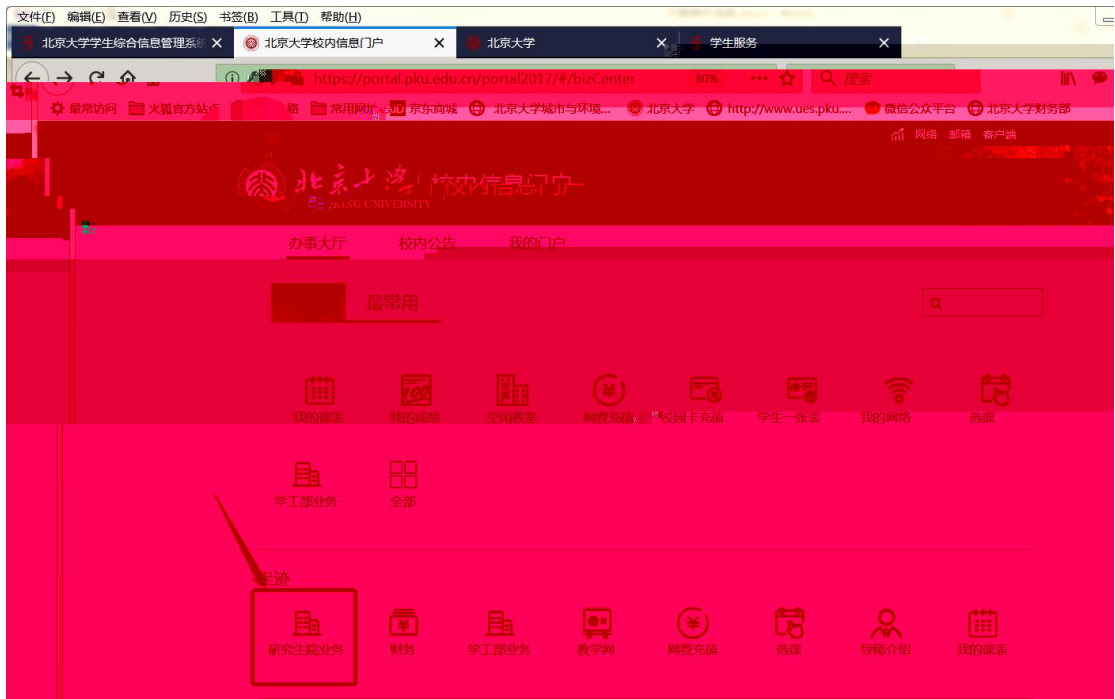 文件(F) 编辑(E) 查看(V) 历史(S) 书签(B) 工具(T) 帮助(H)
北京大学学生综合信息管理系统 北京大学校内信息门户 北京大学 学生服务
https://portal.pku.edu.cn/portal2017/#/bizCenter 80% 搜索
最常访问 火狐官方站点 常用网址 JD 京东商城 北京大学城市与环境... 北京大学 http://www.ues.pku.... 微信公众平台 北京大学财务部
网络 邮箱 客户端
北京大学 校内信息门户
PEKING UNIVERSITY
办事大厅 校内公告 我的门户
最常用
100
我的课表 我的成绩 空闲教室 网费充值 校园卡充值 学生一张表 我的网络 选课
学工部业务 全部
足迹
研究生院业务 财务 学工部业务 教学网 网费充值 选课 导师介绍 我的课表